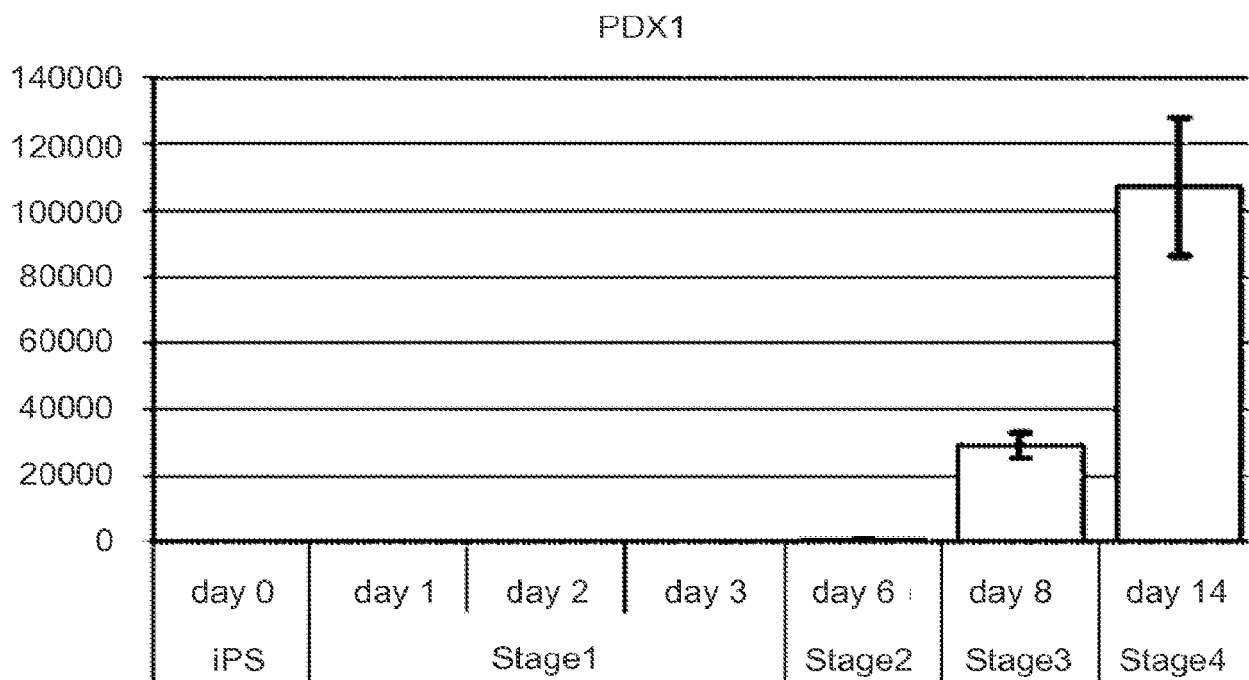 PDX1
140000
120000
100000
80000
60000
40000
20000
0
day 0 day 1 day 2 day 3 day 6 day 8 day 14
iPS Stage1 Stage2 Stage3 Stage4